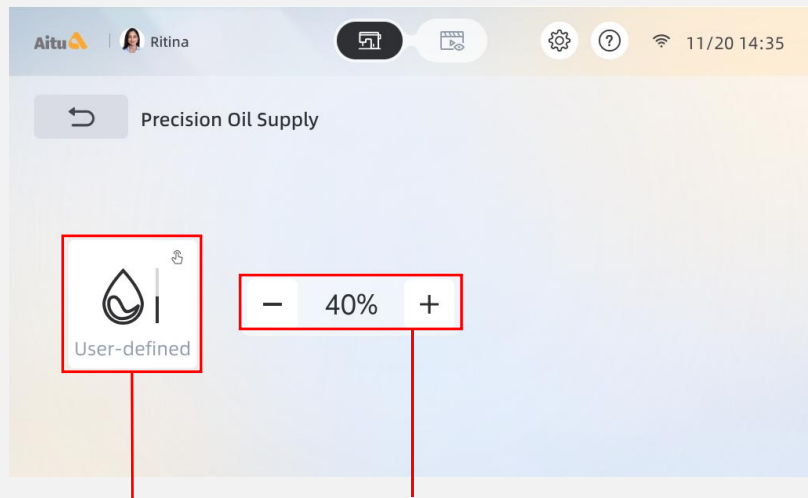 Aitu
Ritina
11/20 14:35
Precision Oil Supply
User-defined
− 40% +